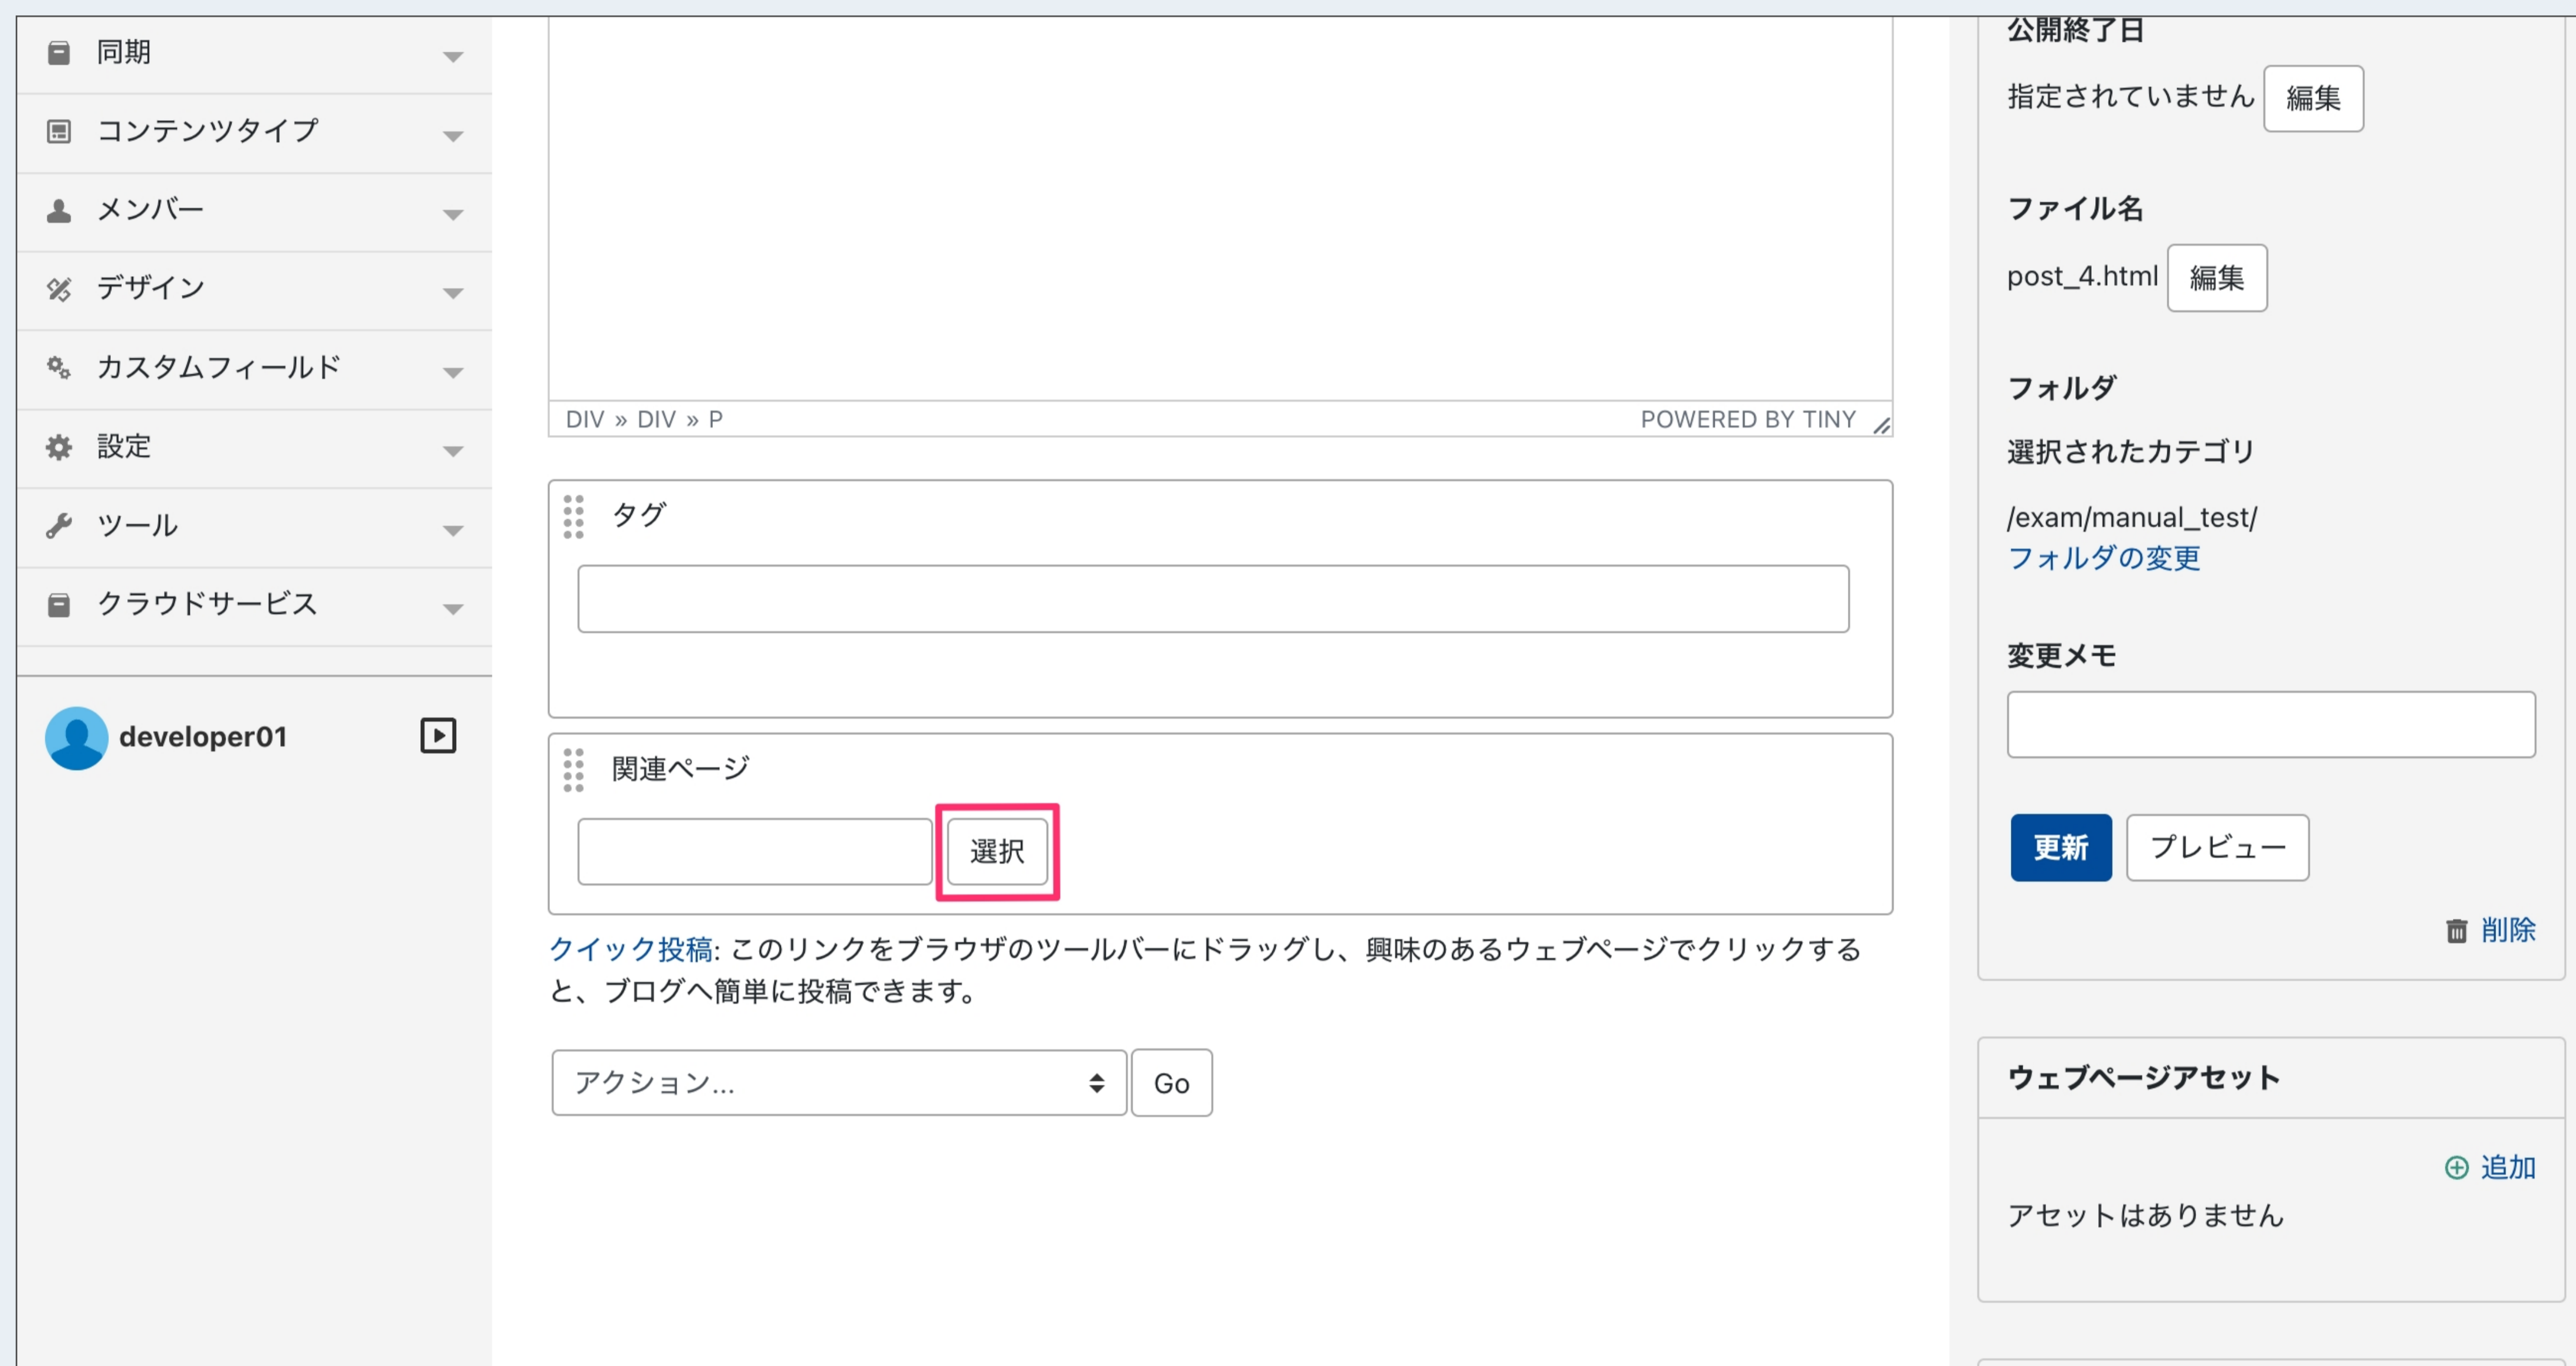 同期
コンテンツタイプ
メンバー
デザイン
カスタムフィールド
設定
ツール
クラウドサービス
developer01
DIV » DIV » P
POWERED BY TINY
タグ
関連ページ
選択
クイック投稿: このリンクをブラウザのツールバーにドラッグし、興味のあるウェブページでクリックする
と、ブログへ簡単に投稿できます。
アクション...
Go
公開終了日
指定されていません 編集
ファイル名
post_4.html 編集
フォルダ
選択されたカテゴリ
/exam/manual_test/
フォルダの変更
変更メモ
更新 プレビュー
削除
ウェブページアセット
追加
アセットはありません